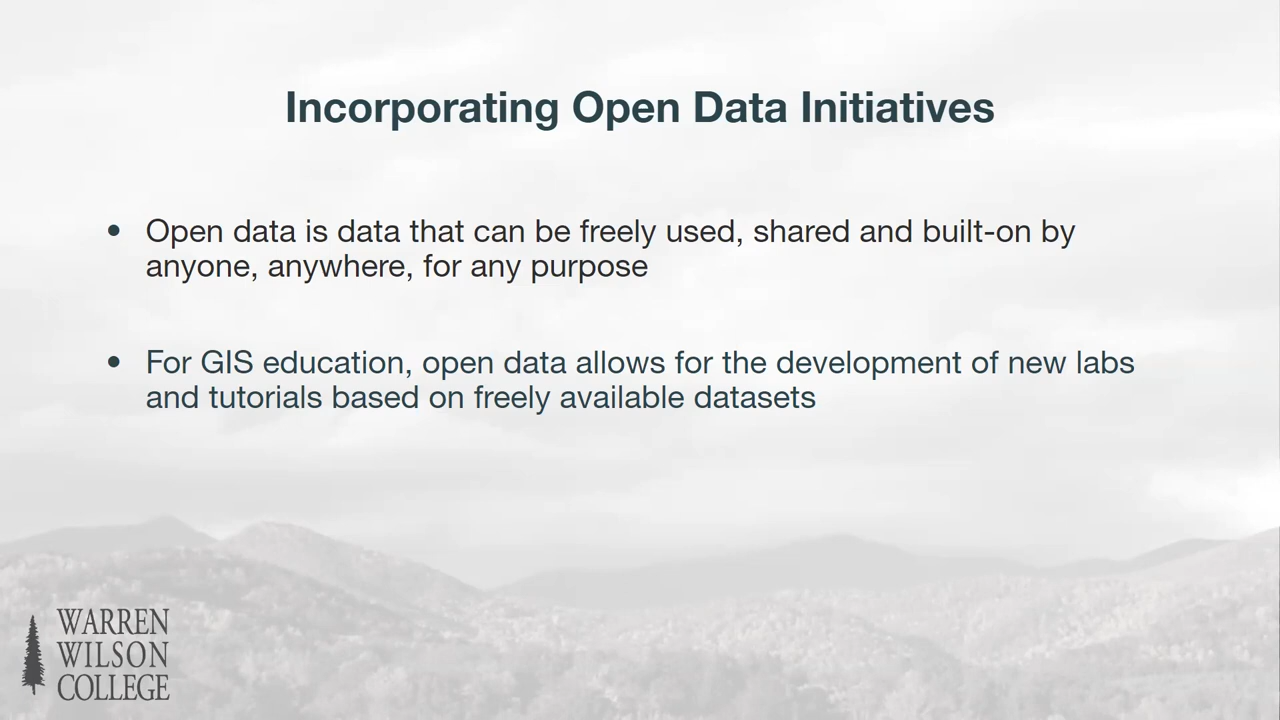 Incorporating Open Data Initiatives
• Open data is data that can be freely used, shared and built-on by
anyone, anywhere, for any purpose
• For GIS education, open data allows for the development of new labs
and tutorials based on freely available datasets
WARREN
WILSON
COLLEGE